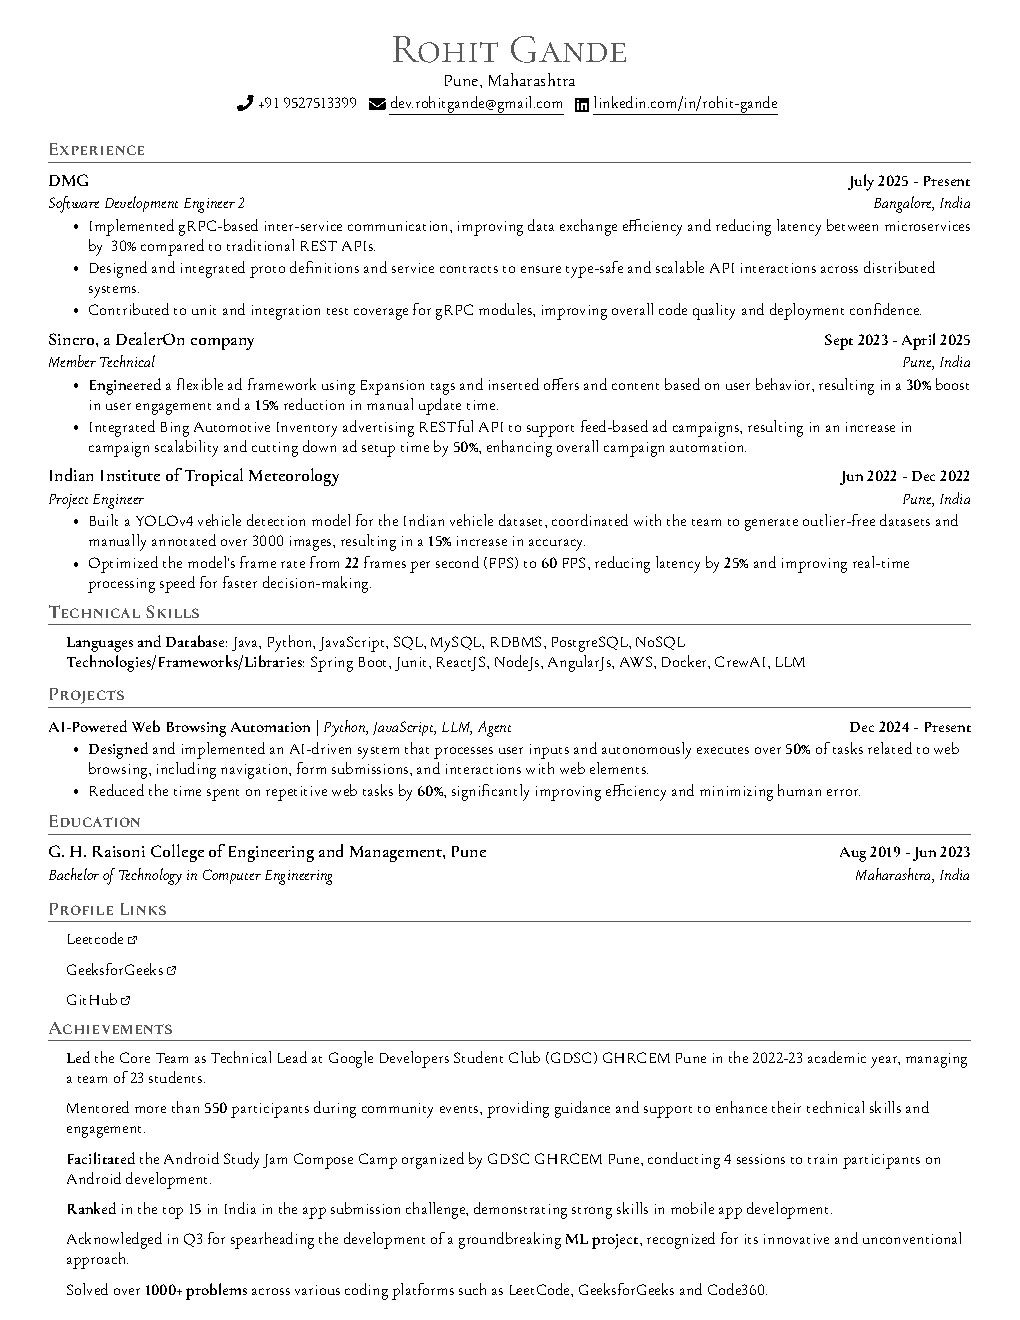 Rohit Gande
Pune, Maharashtra
+91 9527513399 dev.rohitgande@gmail.com linkedin.com/in/rohit-gande
Experience
DMG July 2025 - Present
Software Development Engineer 2 Bangalore, India
• Implemented gRPC-based inter-service communication, improving data exchange efficiency and reducing latency between microservices
by 30% compared to traditional REST APIs.
• Designed and integrated proto definitions and service contracts to ensure type-safe and scalable API interactions across distributed
systems.
• Contributed to unit and integration test coverage for gRPC modules, improving overall code quality and deployment confidence.
Sincro, a DealerOn company Sept 2023 - April 2025
Member Technical Pune, India
• Engineered a flexible ad framework using Expansion tags and inserted offers and content based on user behavior, resulting in a 30% boost
in user engagement and a 15% reduction in manual update time.
• Integrated Bing Automotive Inventory advertising RESTful API to support feed-based ad campaigns, resulting in an increase in
campaign scalability and cutting down ad setup time by 50%, enhancing overall campaign automation.
Indian Institute of Tropical Meteorology Jun 2022 - Dec 2022
Project Engineer Pune, India
• Built a YOLOv4 vehicle detection model for the Indian vehicle dataset, coordinated with the team to generate outlier-free datasets and
manually annotated over 3000 images, resulting in a 15% increase in accuracy.
• Optimized the model's frame rate from 22 frames per second (FPS) to 60 FPS, reducing latency by 25% and improving real-time
processing speed for faster decision-making.
Technical Skills
Languages and Database: Java, Python, JavaScript, SQL, MySQL, RDBMS, PostgreSQL, NoSQL
Technologies/Frameworks/Libraries: Spring Boot, Junit, ReactJS, NodeJs, AngularJs, AWS, Docker, CrewAI, LLM
Projects
AI-Powered Web Browsing Automation | Python, JavaScript, LLM, Agent Dec 2024 - Present
• Designed and implemented an AI-driven system that processes user inputs and autonomously executes over 50% of tasks related to web
browsing, including navigation, form submissions, and interactions with web elements.
• Reduced the time spent on repetitive web tasks by 60%, significantly improving efficiency and minimizing human error.
Education
G. H. Raisoni College of Engineering and Management, Pune Aug 2019 - Jun 2023
Bachelor of Technology in Computer Engineering Maharashtra, India
Profile Links
Leetcode
GeeksforGeeks
GitHub
Achievements
Led the Core Team as Technical Lead at Google Developers Student Club (GDSC) GHRCEM Pune in the 2022-23 academic year, managing
a team of 23 students.
Mentored more than 550 participants during community events, providing guidance and support to enhance their technical skills and
engagement.
Facilitated the Android Study Jam Compose Camp organized by GDSC GHRCEM Pune, conducting 4 sessions to train participants on
Android development.
Ranked in the top 15 in India in the app submission challenge, demonstrating strong skills in mobile app development.
Acknowledged in Q3 for spearheading the development of a groundbreaking ML project, recognized for its innovative and unconventional
approach.
Solved over 1000+ problems across various coding platforms such as LeetCode, GeeksforGeeks and Code360.